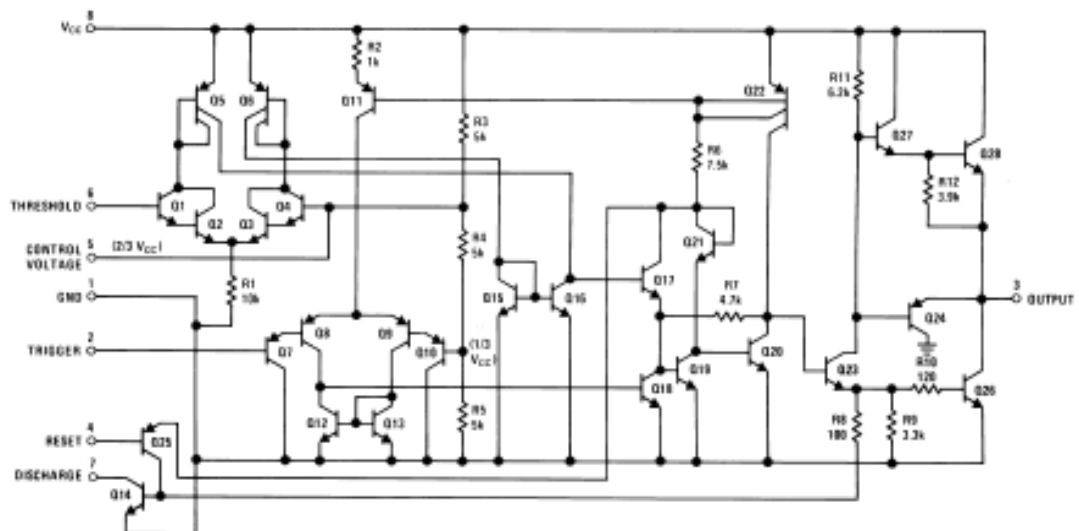 8
VCC
R2
1k
Q5
Q6
Q11
Q22
R11
6.2k
Q27
Q28
R3
5k
R6
7.5k
R12
3.9k
6
THRESHOLD
Q1
Q2
Q3
Q4
5
CONTROL
VOLTAGE
(2/3 VCC)
R4
5k
Q21
1
GND
R1
10k
Q15
Q16
Q17
R7
4.7k
3
OUTPUT
2
TRIGGER
Q7
Q8
Q9
Q10
(1/3
VCC)
Q24
Q18
Q19
Q20
Q23
R10
120
Q26
Q12
Q13
R5
5k
R8
100
R9
3.3k
4
RESET
Q25
7
DISCHARGE
Q14